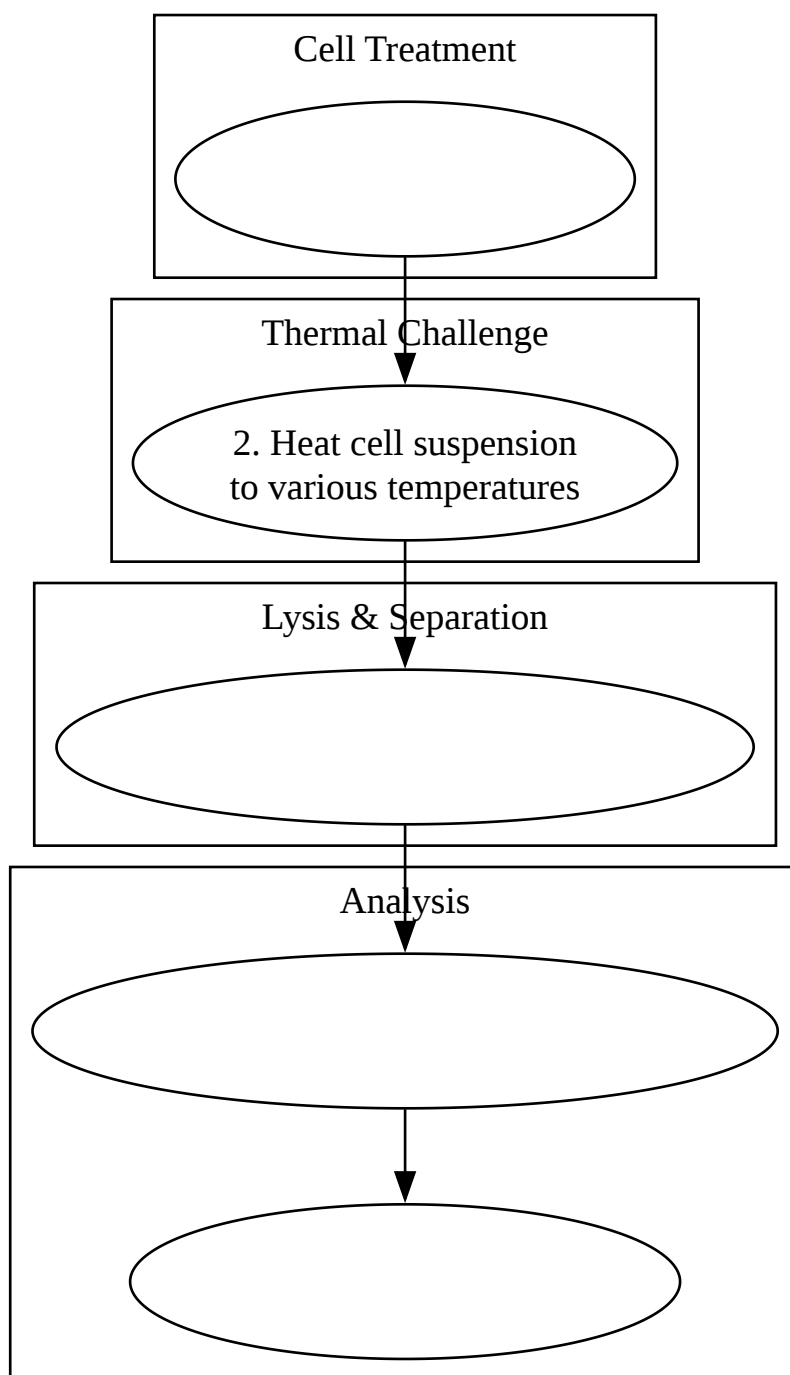 Cell Treatment
Thermal Challenge
2. Heat cell suspension
to various temperatures
Lysis & Separation
Analysis